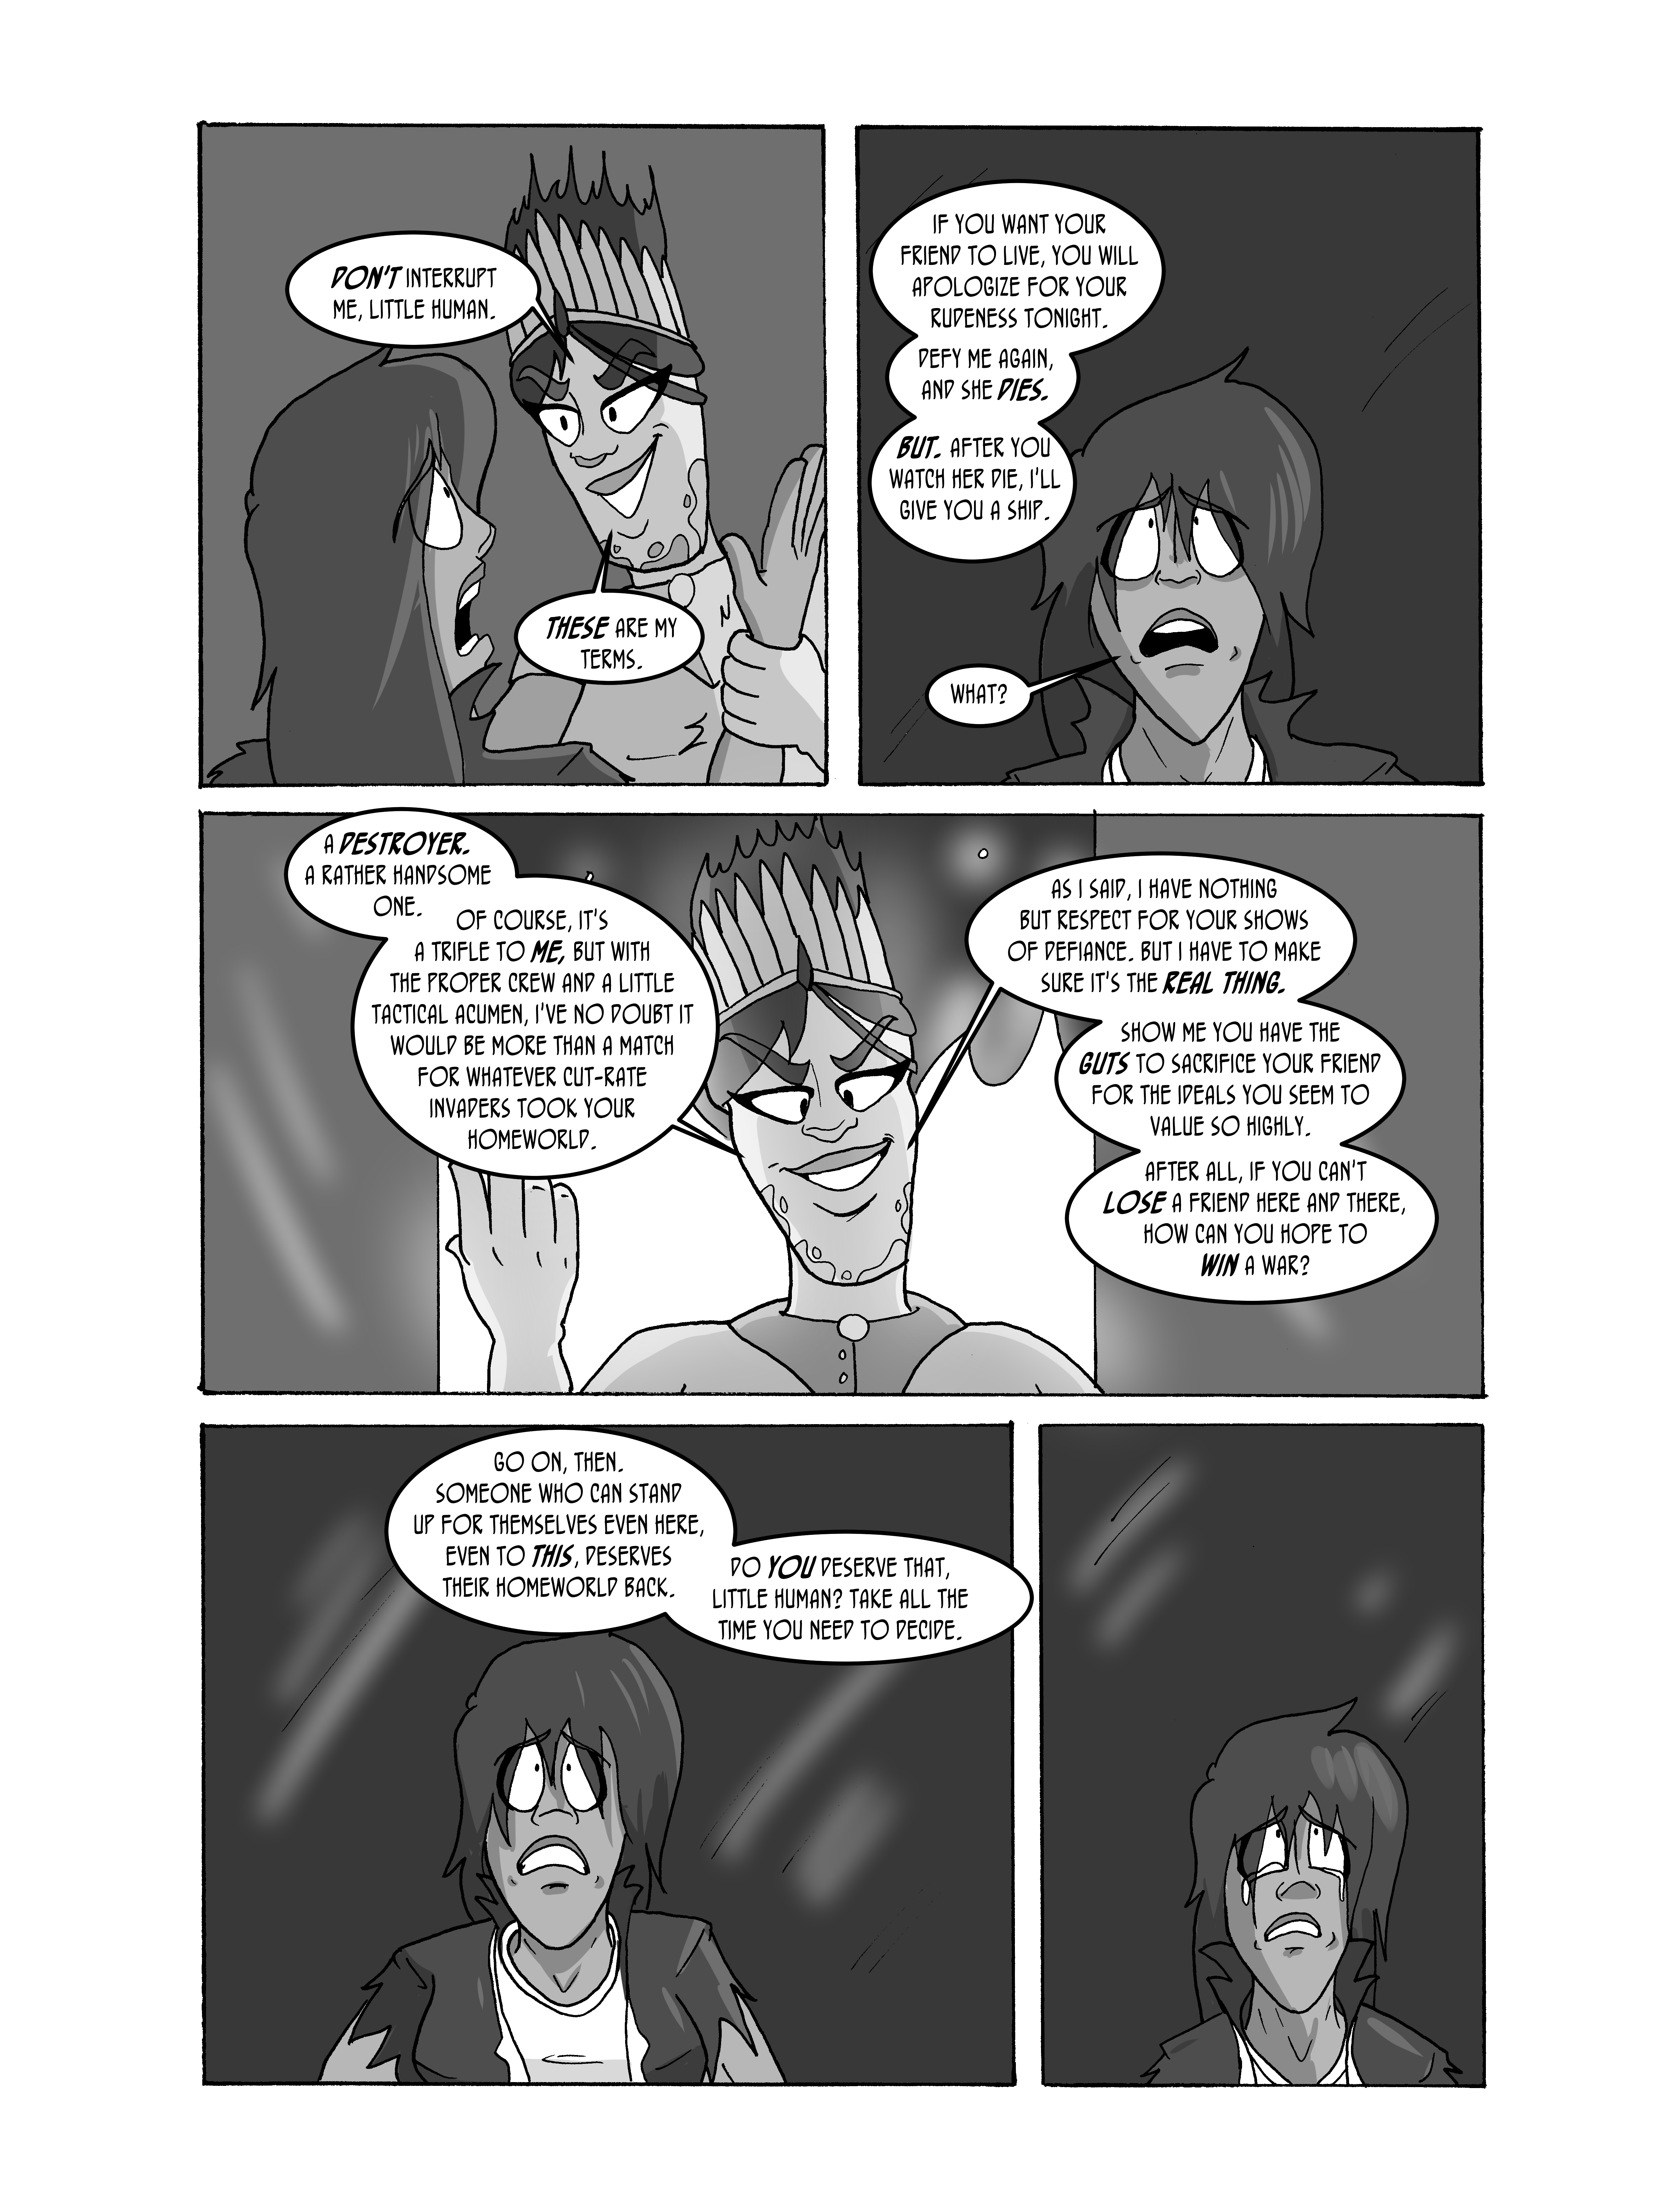 DON'T INTERRUPT
ME, LITTLE HUMAN.
THESE ARE MY
TERMS.
IF YOU WANT YOUR
FRIEND TO LIVE, YOU WILL
APOLOGIZE FOR YOUR
RUDENESS TONIGHT.
DEFY ME AGAIN,
AND SHE DIES.
BUT. AFTER YOU
WATCH HER DIE, I'LL
GIVE YOU A SHIP.
WHAT?
A DESTROYER.
A RATHER HANDSOME
ONE.
OF COURSE, IT'S
A TRIFLE TO ME, BUT WITH
THE PROPER CREW AND A LITTLE
TACTICAL ACUMEN, I'VE NO DOUBT IT
WOULD BE MORE THAN A MATCH
FOR WHATEVER CUT-RATE
INVADERS TOOK YOUR
HOMEWORLD.
AS I SAID, I HAVE NOTHING
BUT RESPECT FOR YOUR SHOWS
OF DEFIANCE. BUT I HAVE TO MAKE
SURE IT'S THE REAL THING.
SHOW ME YOU HAVE THE
GUTS TO SACRIFICE YOUR FRIEND
FOR THE IDEALS YOU SEEM TO
VALUE SO HIGHLY.
AFTER ALL, IF YOU CAN'T
LOSE A FRIEND HERE AND THERE,
HOW CAN YOU HOPE TO
WIN A WAR?
GO ON, THEN.
SOMEONE WHO CAN STAND
UP FOR THEMSELVES EVEN HERE,
EVEN TO THIS, DESERVES
THEIR HOMEWORLD BACK.
DO YOU DESERVE THAT,
LITTLE HUMAN? TAKE ALL THE
TIME YOU NEED TO DECIDE.